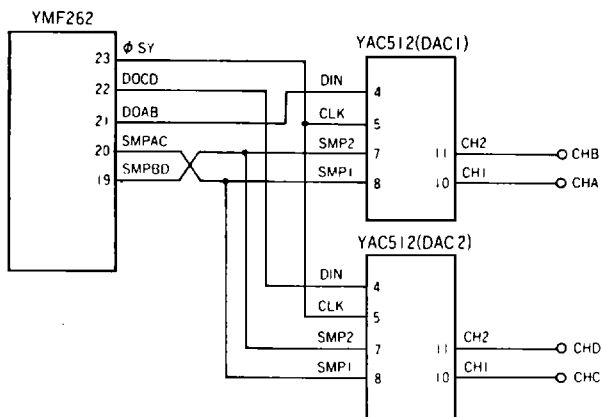 YMF262
YAC512(DAC1)
23 φSY
22 DOCD
21 DOAB
20 SMPAC
19 SMPBD
DIN 4
CLK 5
SMP2 7
SMP1 8
11 CH2 CHB
10 CH1 CHA
YAC512(DAC2)
DIN 4
CLK 5
SMP2 7
SMP1 8
11 CH2 CHD
10 CH1 CHC